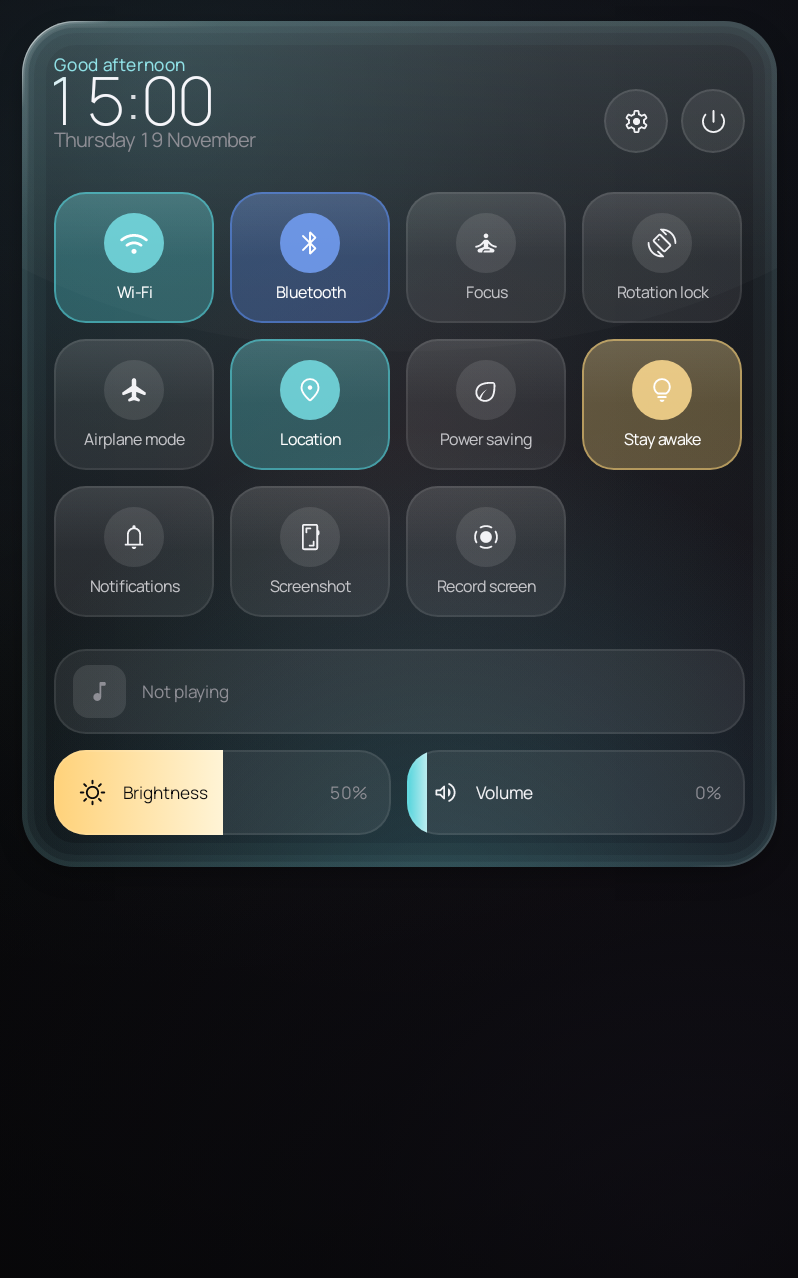 Good afternoon
15:00
Thursday 19 November
Wi-Fi
Bluetooth
Focus
Rotation lock
Airplane mode
Location
Power saving
Stay awake
Notifications
Screenshot
Record screen
Not playing
Brightness 50%
Volume 0%